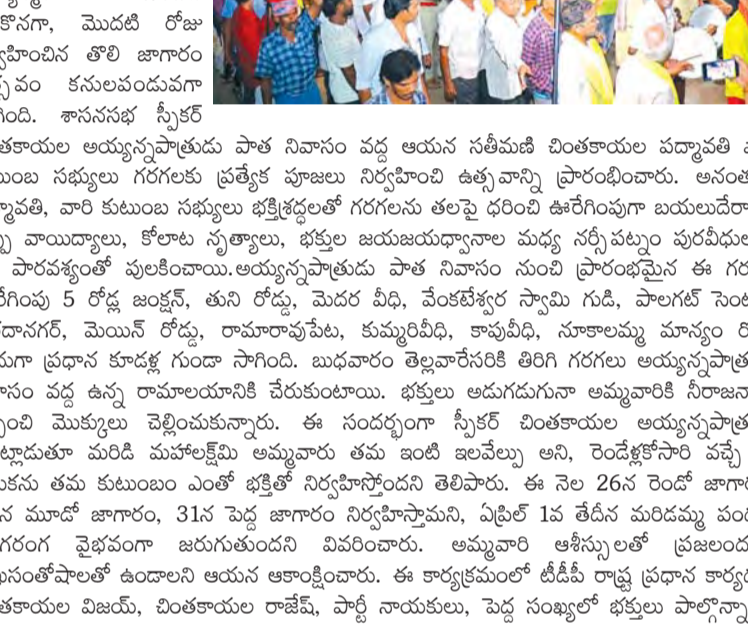 కొనగా, మొదటి రోజు
ర్వహించిన తొలి జాగారం
త్సవం కనులపండువగా
గింది. శాసనసభ స్పీకర్
తకాయల అయ్యన్నపాత్రుడు పాత నివాసం వద్ద ఆయన సతీమణి చింతకాయల పద్మావతి
టుంబ సభ్యులు గరగలకు ప్రత్యేక పూజలు నిర్వహించి ఉత్సవాన్ని ప్రారంభించారు. అనంత
్మావతి, వారి కుటుంబ సభ్యులు భక్తిశ్రద్ధలతో గరగలను తలపై ధరించి ఊరేగింపుగా బయలుదేరా
ప్పు వాయిద్యాలు, కోలాట నృత్యాలు, భక్తుల జయజయధ్వానాల మధ్య నర్సీపట్నం పురవీధుల
పారవశ్యంతో పులకించాయి.అయ్యన్నపాత్రుడు పాత నివాసం నుంచి ప్రారంభమైన ఈ గర
రేగింపు 5 రోడ్ల జంక్షన్, తుని రోడ్డు, మెదర వీధి, వేంకటేశ్వర స్వామి గుడి, పాలగట్ సెంట
దానగర్, మెయిన్ రోడ్డు, రామారావుపేట, కుమ్మరివీధి, కాపువీధి, నూకాలమ్మ మాన్యం రో
దుగా ప్రధాన కూడళ్ల గుండా సాగింది. బుధవారం తెల్లవారేసరికి తిరిగి గరగలు అయ్యన్నపాత్రు
వాసం వద్ద ఉన్న రామాలయానికి చేరుకుంటాయి. భక్తులు అడుగడుగునా అమ్మవారికి నీరాజనా
్పించి మొక్కులు చెల్లించుకున్నారు. ఈ సందర్భంగా స్పీకర్ చింతకాయల అయ్యన్నపాత్రు
ట్లాడుతూ మరిడి మహాలక్ష్మి అమ్మవారు తమ ఇంటి ఇలవేల్పు అని, రెండేళ్లకోసారి వచ్చే
డుకను తమ కుటుంబం ఎంతో భక్తితో నిర్వహిస్తోందని తెలిపారు. ఈ నెల 26న రెండో జాగా
న మూడో జాగారం, 31న పెద్ద జాగారం నిర్వహిస్తామని, ఏప్రిల్ 1వ తేదీన మరిడమ్మ పం
గరంగ వైభవంగా జరుగుతుందని వివరించారు. అమ్మవారి ఆశీస్సులతో ప్రజలంద
ఖసంతోషాలతో ఉండాలని ఆయన ఆకాంక్షించారు. ఈ కార్యక్రమంలో టీడీపీ రాష్ట్ర ప్రధాన కార్యద
తకాయల విజయ్, చింతకాయల రాజేష్, పార్టీ నాయకులు, పెద్ద సంఖ్యలో భక్తులు పాల్గొన్నా